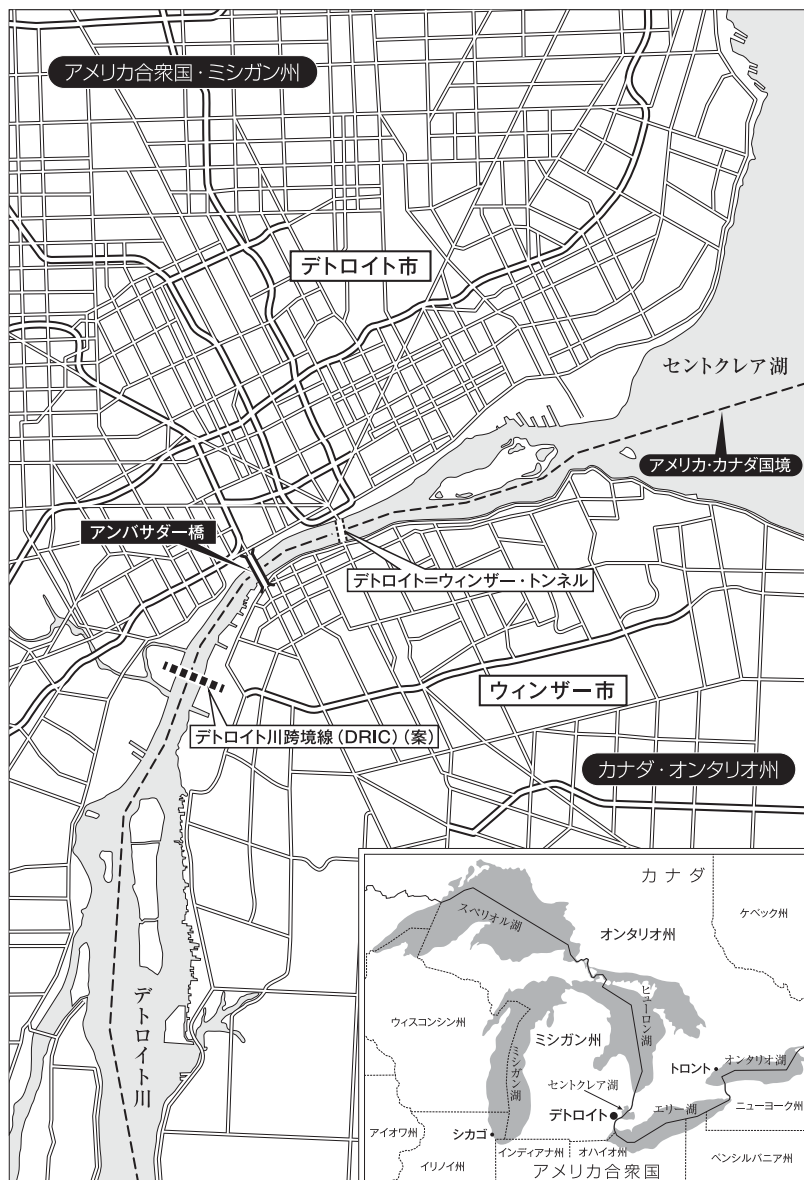 アメリカ合衆国・ミシガン州
デトロイト市
セントクレア湖
アメリカ・カナダ国境
アンバサダー橋
デトロイト=ウィンザー・トンネル
ウィンザー市
デトロイト川跨境線(DRIC)(案)
カナダ・オンタリオ州
デトロイト川
カナダ
ケベック州
スペリオル湖
オンタリオ州
ヒューロン湖
ウィスコンシン州
ミシガン州
ミシガン湖
トロント
オンタリオ湖
セントクレア湖
デトロイト
エリー湖
ニューヨーク州
アイオワ州
シカゴ
イリノイ州
インディアナ州
オハイオ州
ペンシルバニア州
アメリカ合衆国